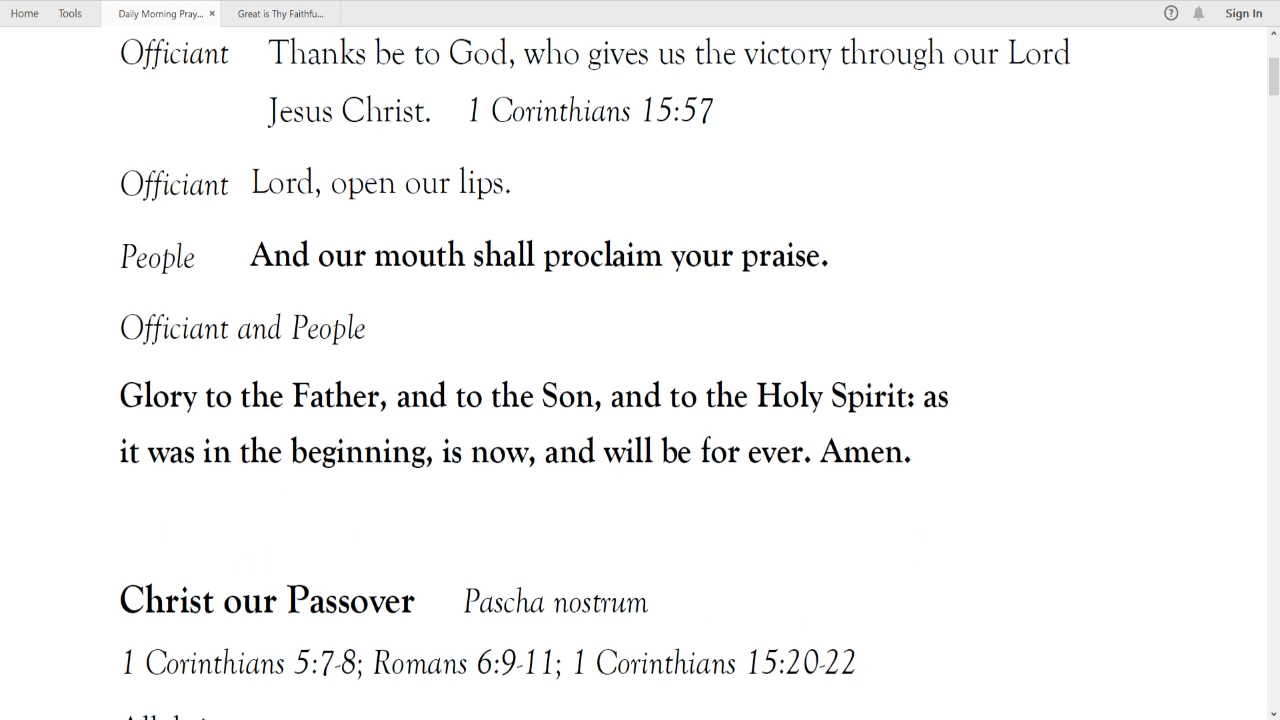 Home Tools Daily Morning Pray... × Great is Thy Faithfu... Sign In
Officiant Thanks be to God, who gives us the victory through our Lord
Jesus Christ. 1 Corinthians 15:57
Officiant Lord, open our lips.
People And our mouth shall proclaim your praise.
Officiant and People
Glory to the Father, and to the Son, and to the Holy Spirit: as
it was in the beginning, is now, and will be for ever. Amen.
Christ our Passover Pascha nostrum
1 Corinthians 5:7-8; Romans 6:9-11; 1 Corinthians 15:20-22